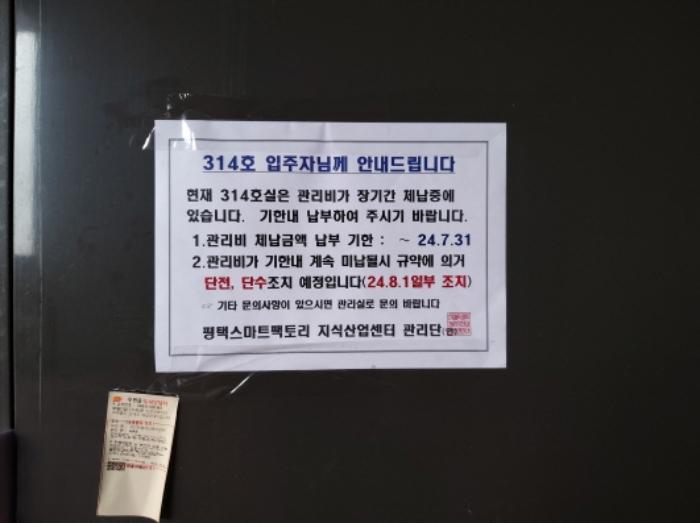 314호 입주자님께 안내드립니다
현재 314호실은 관리비가 장기간 체납중에
있습니다. 기한내 납부하여 주시기 바랍니다.
1.관리비 체납금액 납부 기한 : ~ 24.7.31
2.관리비가 기한내 계속 미납될시 규약에 의거
단전, 단수조치 예정입니다(24.8.1일부 조치)
☞ 기타 문의사항이 있으시면 관리실로 문의 바랍니다
평택스마트팩토리 지식산업센터 관리단(인)